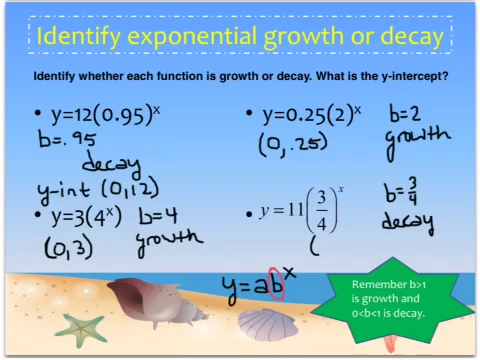 Identify exponential growth or decay
Identify whether each function is growth or decay. What is the y-intercept?
• y=12(0.95)ˣ
b=.95
decay
y-int (0,12)
• y=3(4ˣ) b=4
(0,3) growth
• y=0.25(2)ˣ b=2
(0,.25) growth
• y = 11(3/4)ˣ b=3/4
( decay
y=abˣ
Remember b>1
is growth and
0<b<1 is decay.